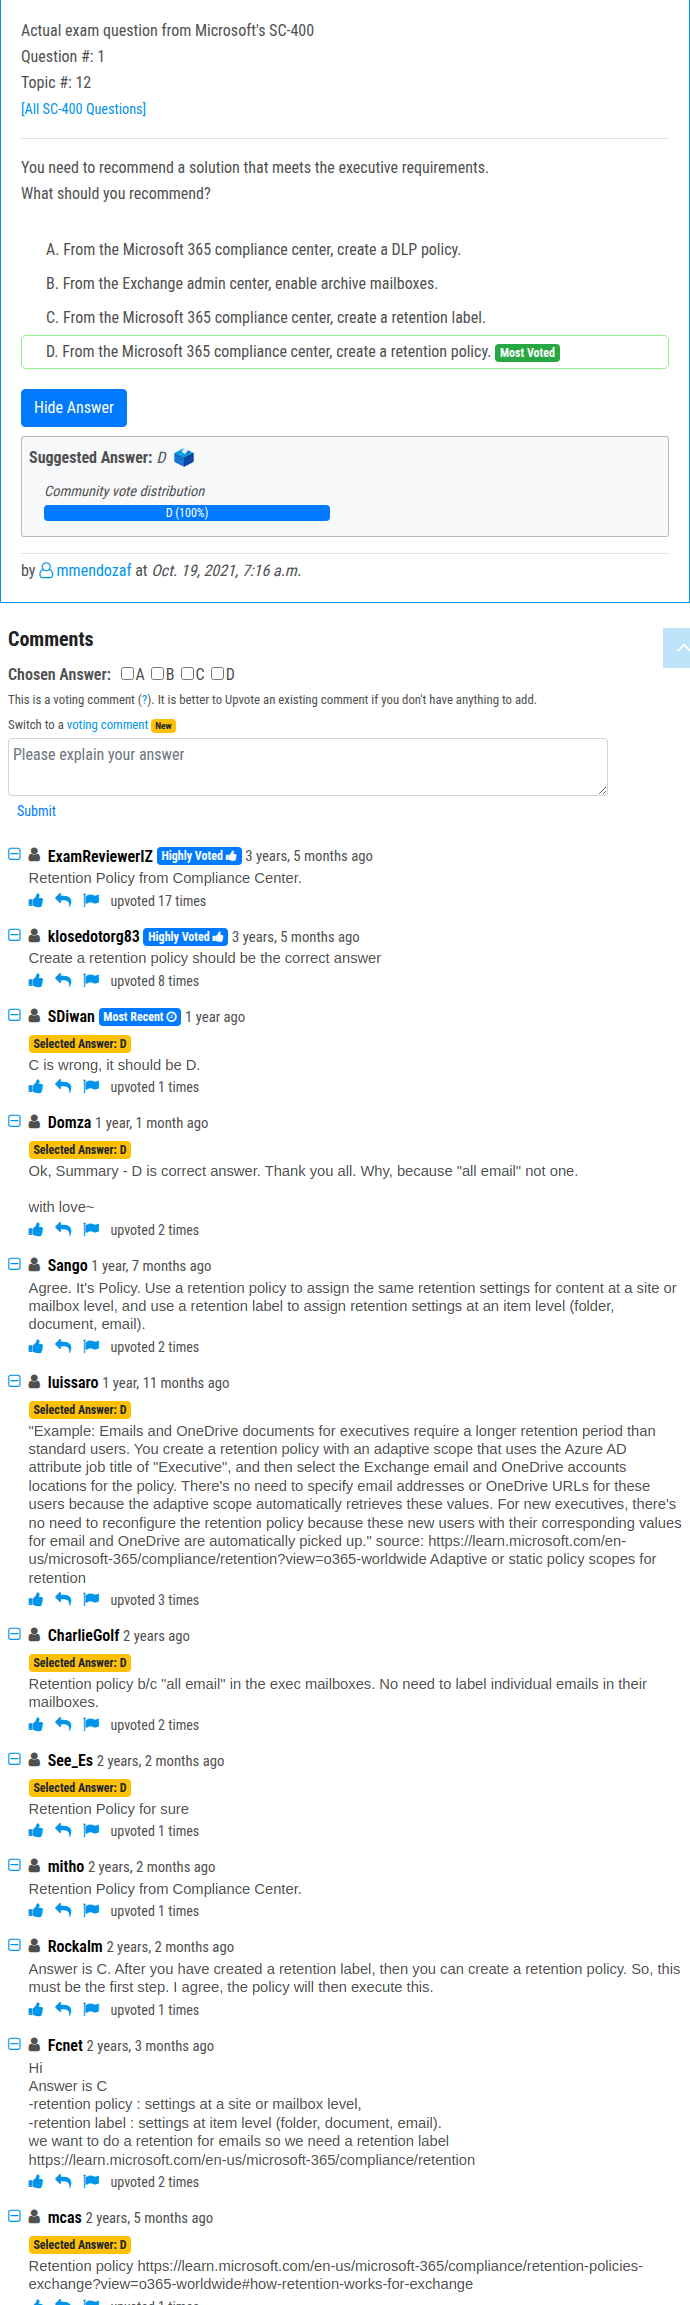 Actual exam question from Microsoft's SC-400
Question #: 1
Topic #: 12
[All SC-400 Questions]
You need to recommend a solution that meets the executive requirements.
What should you recommend?
A. From the Microsoft 365 compliance center, create a DLP policy.
B. From the Exchange admin center, enable archive mailboxes.
C. From the Microsoft 365 compliance center, create a retention label.
D. From the Microsoft 365 compliance center, create a retention policy. Most Voted
Hide Answer
Suggested Answer: D
Community vote distribution
D (100%)
by mmendozaf at Oct. 19, 2021, 7:16 a.m.
Comments
Chosen Answer: A B C D
This is a voting comment (?). It is better to Upvote an existing comment if you don't have anything to add.
Switch to a voting comment New
Please explain your answer
Submit
ExamReviewerIZ Highly Voted 3 years, 5 months ago
Retention Policy from Compliance Center.
upvoted 17 times
klosedotorg83 Highly Voted 3 years, 5 months ago
Create a retention policy should be the correct answer
upvoted 8 times
SDiwan Most Recent 1 year ago
Selected Answer: D
C is wrong, it should be D.
upvoted 1 times
Domza 1 year, 1 month ago
Selected Answer: D
Ok, Summary - D is correct answer. Thank you all. Why, because "all email" not one.
with love~
upvoted 2 times
Sango 1 year, 7 months ago
Agree. It's Policy. Use a retention policy to assign the same retention settings for content at a site or
mailbox level, and use a retention label to assign retention settings at an item level (folder,
document, email).
upvoted 2 times
luissaro 1 year, 11 months ago
Selected Answer: D
"Example: Emails and OneDrive documents for executives require a longer retention period than
standard users. You create a retention policy with an adaptive scope that uses the Azure AD
attribute job title of "Executive", and then select the Exchange email and OneDrive accounts
locations for the policy. There's no need to specify email addresses or OneDrive URLs for these
users because the adaptive scope automatically retrieves these values. For new executives, there's
no need to reconfigure the retention policy because these new users with their corresponding values
for email and OneDrive are automatically picked up." source: https://learn.microsoft.com/en-
us/microsoft-365/compliance/retention?view=o365-worldwide Adaptive or static policy scopes for
retention
upvoted 3 times
CharlieGolf 2 years ago
Selected Answer: D
Retention policy b/c "all email" in the exec mailboxes. No need to label individual emails in their
mailboxes.
upvoted 2 times
See_Es 2 years, 2 months ago
Selected Answer: D
Retention Policy for sure
upvoted 1 times
mitho 2 years, 2 months ago
Retention Policy from Compliance Center.
upvoted 1 times
Rockalm 2 years, 2 months ago
Answer is C. After you have created a retention label, then you can create a retention policy. So, this
must be the first step. I agree, the policy will then execute this.
upvoted 1 times
Fcnet 2 years, 3 months ago
Hi
Answer is C
-retention policy : settings at a site or mailbox level,
-retention label : settings at item level (folder, document, email).
we want to do a retention for emails so we need a retention label
https://learn.microsoft.com/en-us/microsoft-365/compliance/retention
upvoted 2 times
mcas 2 years, 5 months ago
Selected Answer: D
Retention policy https://learn.microsoft.com/en-us/microsoft-365/compliance/retention-policies-
exchange?view=o365-worldwide#how-retention-works-for-exchange